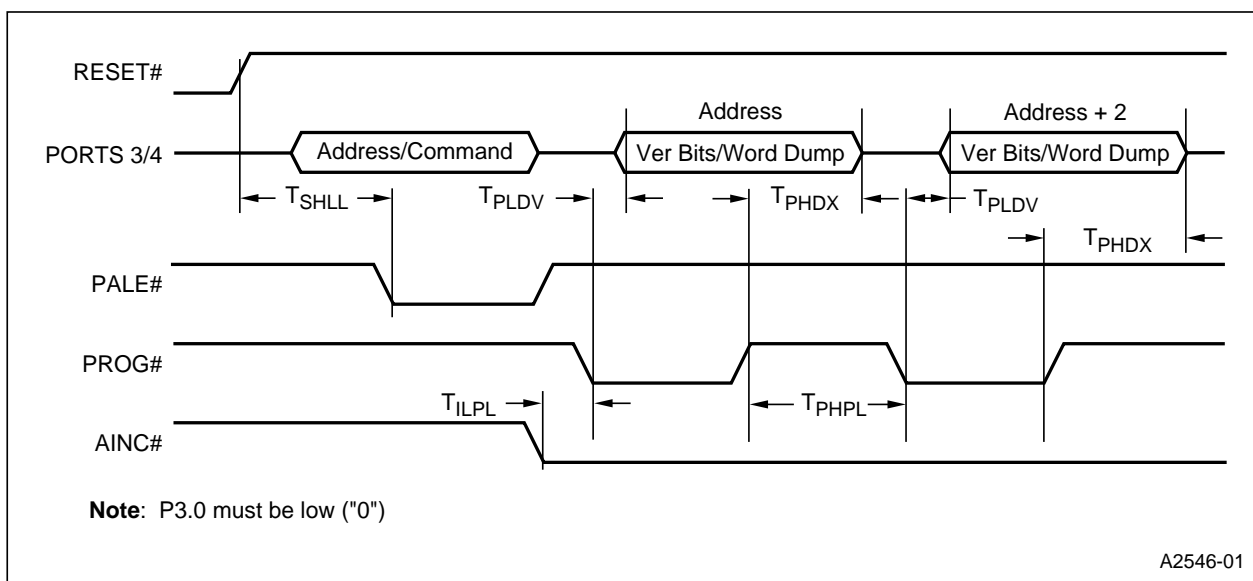 RESET#
Address
Address + 2
PORTS 3/4
Address/Command
Ver Bits/Word Dump
Ver Bits/Word Dump
TSHLL
TPLDV
TPHDX
TPLDV
TPHDX
PALE#
PROG#
TILPL
TPHPL
AINC#
Note: P3.0 must be low ("0")
A2546-01